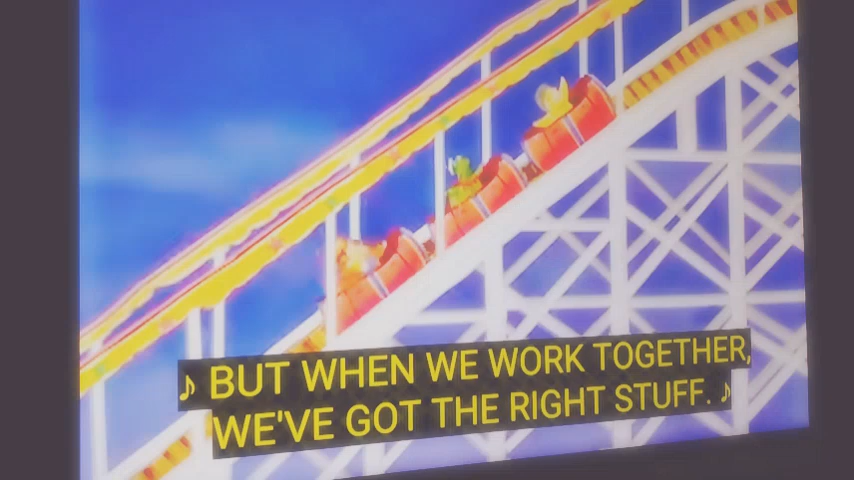 ♪ BUT WHEN WE WORK TOGETHER,
WE'VE GOT THE RIGHT STUFF. ♪